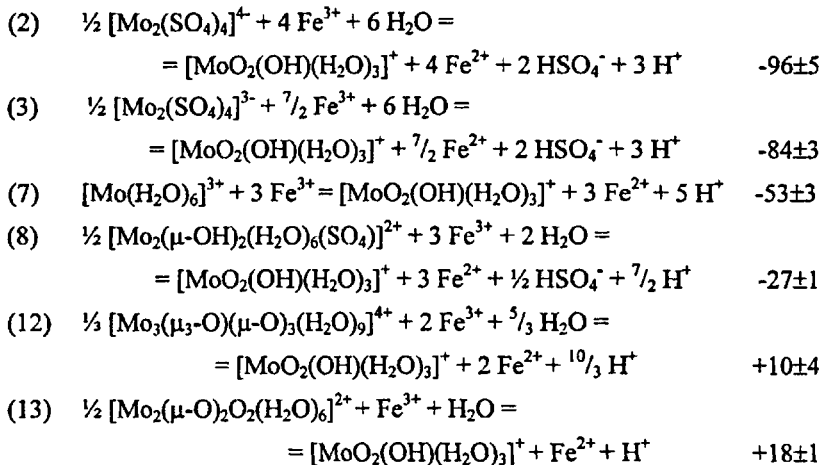 (2) ½ [Mo₂(SO₄)₄]⁴⁻ + 4 Fe³⁺ + 6 H₂O =
= [MoO₂(OH)(H₂O)₃]⁺ + 4 Fe²⁺ + 2 HSO₄⁻ + 3 H⁺ -96±5
(3) ½ [Mo₂(SO₄)₄]³⁻ + ⁷/₂ Fe³⁺ + 6 H₂O =
= [MoO₂(OH)(H₂O)₃]⁺ + ⁷/₂ Fe²⁺ + 2 HSO₄⁻ + 3 H⁺ -84±3
(7) [Mo(H₂O)₆]³⁺ + 3 Fe³⁺ = [MoO₂(OH)(H₂O)₃]⁺ + 3 Fe²⁺ + 5 H⁺ -53±3
(8) ½ [Mo₂(μ-OH)₂(H₂O)₆(SO₄)]²⁺ + 3 Fe³⁺ + 2 H₂O =
= [MoO₂(OH)(H₂O)₃]⁺ + 3 Fe²⁺ + ½ HSO₄⁻ + ⁷/₂ H⁺ -27±1
(12) ⅓ [Mo₃(μ₃-O)(μ-O)₃(H₂O)₉]⁴⁺ + 2 Fe³⁺ + ⁵/₃ H₂O =
= [MoO₂(OH)(H₂O)₃]⁺ + 2 Fe²⁺ + ¹⁰/₃ H⁺ +10±4
(13) ½ [Mo₂(μ-O)₂O₂(H₂O)₆]²⁺ + Fe³⁺ + H₂O =
= [MoO₂(OH)(H₂O)₃]⁺ + Fe²⁺ + H⁺ +18±1